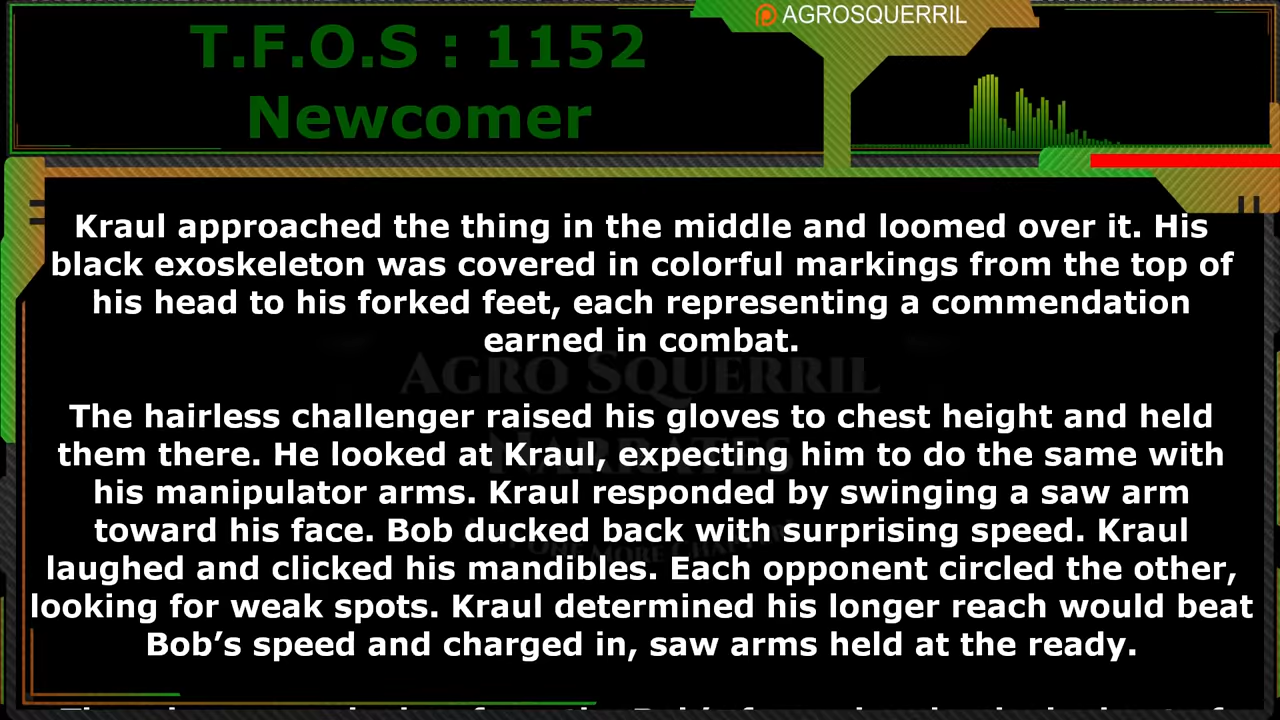 AGROSQUERRIL
T.F.O.S : 1152
Newcomer
Kraul approached the thing in the middle and loomed over it. His
black exoskeleton was covered in colorful markings from the top of
his head to his forked feet, each representing a commendation
earned in combat.
AGRO SQUERRIL
NARRATES
The hairless challenger raised his gloves to chest height and held
them there. He looked at Kraul, expecting him to do the same with
his manipulator arms. Kraul responded by swinging a saw arm
toward his face. Bob ducked back with surprising speed. Kraul
laughed and clicked his mandibles. Each opponent circled the other,
looking for weak spots. Kraul determined his longer reach would beat
Bob’s speed and charged in, saw arms held at the ready.